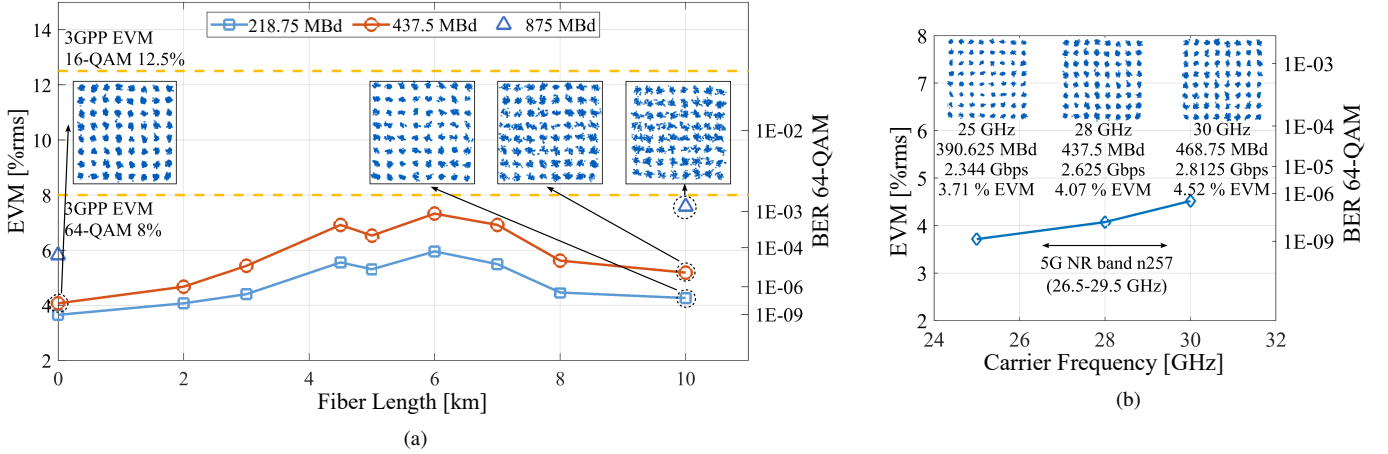 218.75 MBd 437.5 MBd 875 MBd
3GPP EVM
16-QAM 12.5%
3GPP EVM
64-QAM 8%
14
12
10
8
6
4
2
EVM [%rms]
0 2 4 6 8 10
Fiber Length [km]
1E-02
1E-03
1E-04
1E-06
1E-09
BER 64-QAM
(a)
8
7
6
5
4
3
2
EVM [%rms]
25 GHz 28 GHz 30 GHz
390.625 MBd 437.5 MBd 468.75 MBd
2.344 Gbps 2.625 Gbps 2.8125 Gbps
3.71 % EVM 4.07 % EVM 4.52 % EVM
5G NR band n257
(26.5-29.5 GHz)
24 26 28 30 32
Carrier Frequency [GHz]
1E-03
1E-04
1E-05
1E-06
1E-09
BER 64-QAM
(b)